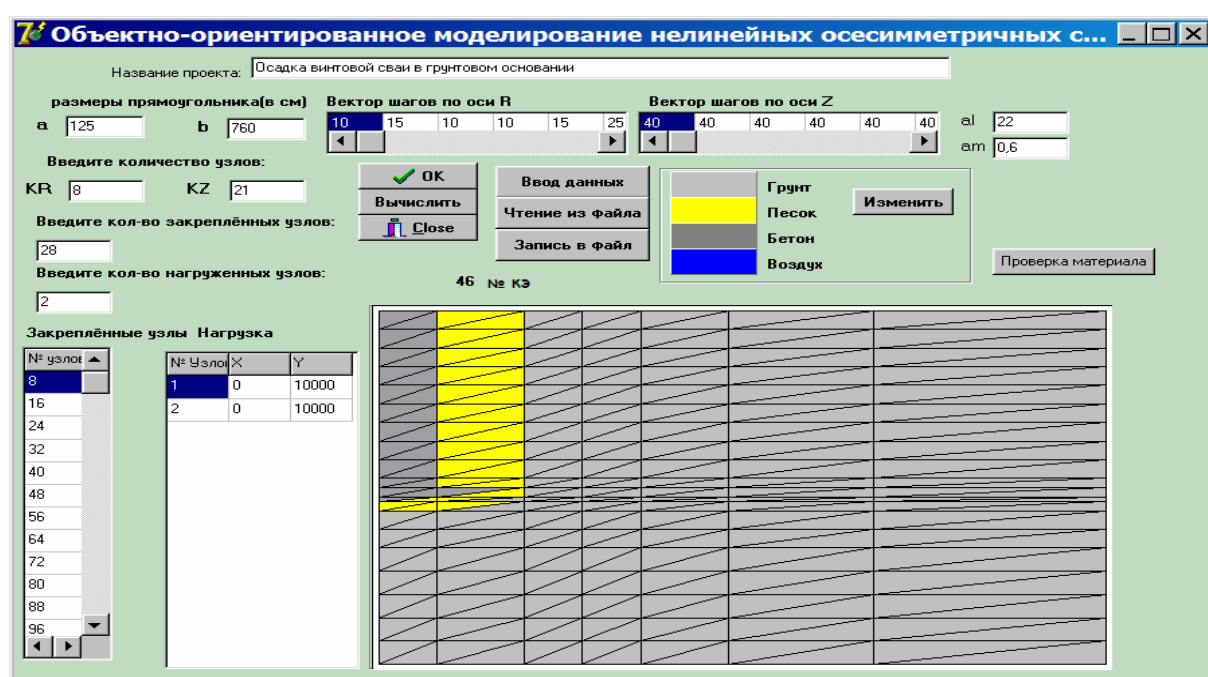 Объектно-ориентированное моделирование нелинейных осесимметричных с...
Название проекта: Осадка винтовой сваи в грунтовом основании
размеры прямоугольника(в см) Вектор шагов по оси R Вектор шагов по оси Z
a 125 b 760 10 15 10 10 15 25 40 40 40 40 40 40 al 22
am 0,6
Введите количество узлов:
KR 8 KZ 21
OK Ввод данных Грунт Изменить
Вычислить Чтение из файла Песок
Введите кол-во закреплённых узлов: Close Запись в файл Бетон
28 Воздух Проверка материала
Введите кол-во нагруженных узлов: 46 № КЭ
2
Закреплённые узлы Нагрузка
№ узлов № Узлов X Y
8 1 0 10000
16 2 0 10000
24
32
40
48
56
64
72
80
88
96